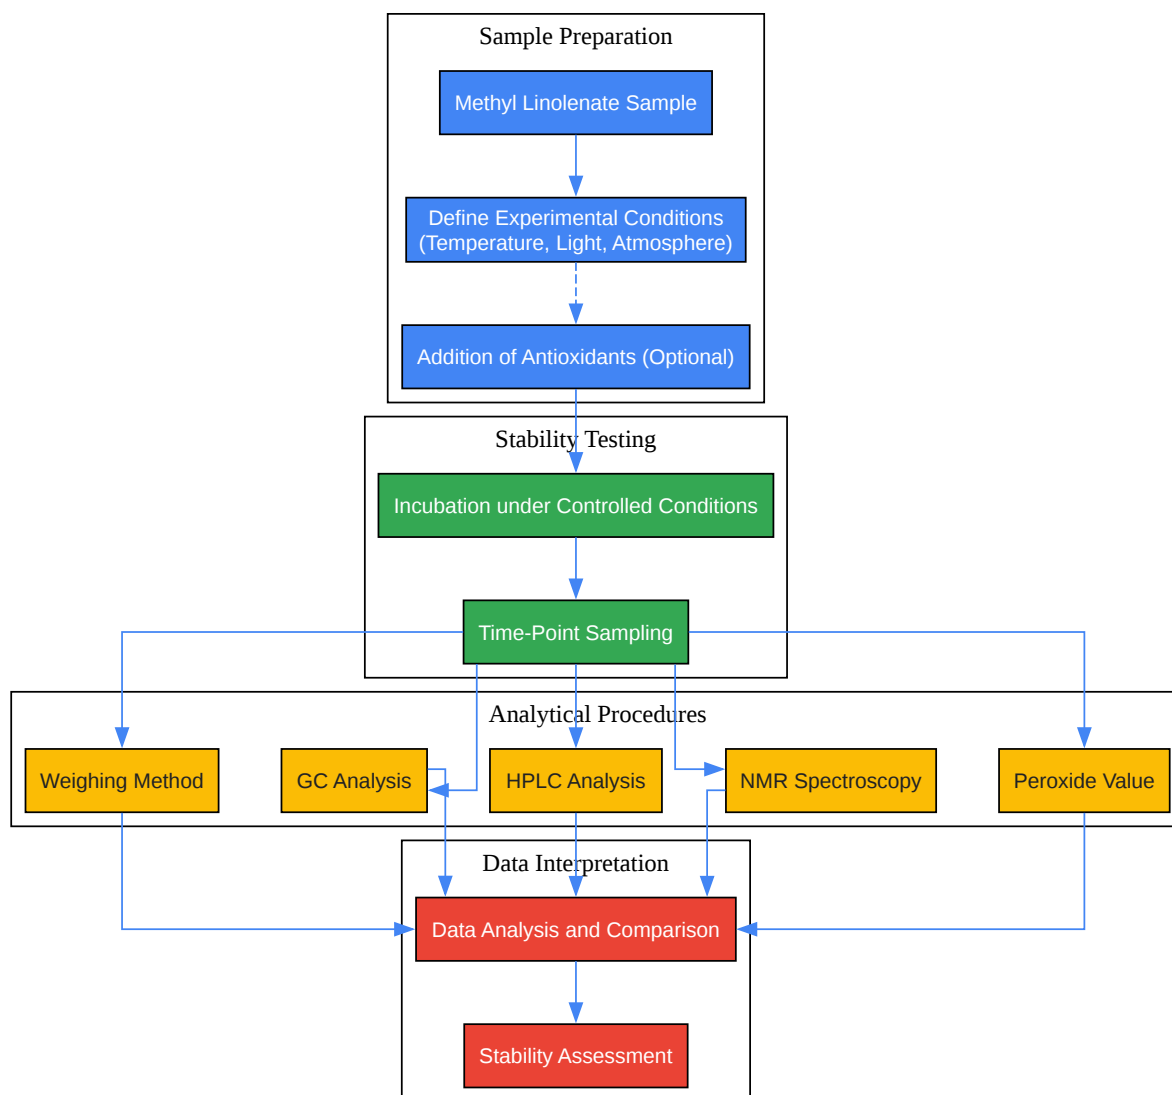 Sample Preparation
Methyl Linolenate Sample
Define Experimental Conditions
(Temperature, Light, Atmosphere)
Addition of Antioxidants (Optional)
Stability Testing
Incubation under Controlled Conditions
Time-Point Sampling
Analytical Procedures
Weighing Method
GC Analysis
HPLC Analysis
NMR Spectroscopy
Peroxide Value
Data Interpretation
Data Analysis and Comparison
Stability Assessment